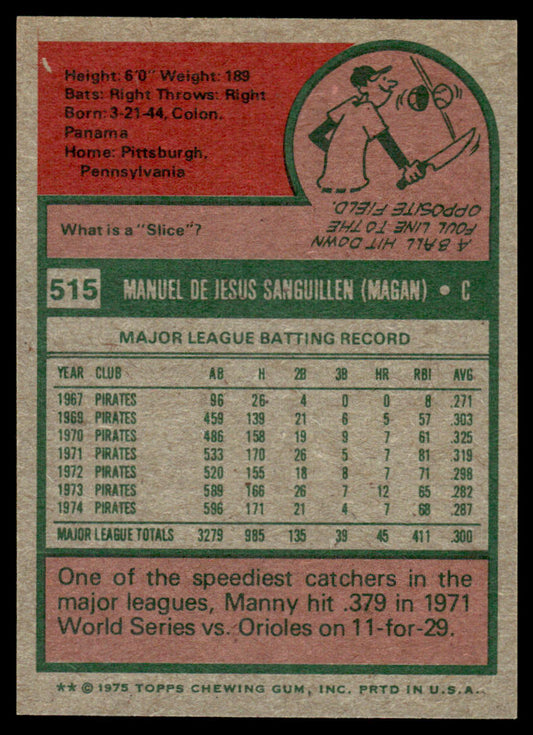 Height: 6'0" Weight: 189
Bats: Right Throws: Right
Born: 3-21-44, Colon,
Panama
Home: Pittsburgh,
Pennsylvania
What is a "Slice"?
A BALL HIT DOWN
FOUL LINE TO THE
OPPOSITE FIELD.
515 MANUEL DE JESUS SANGUILLEN (MAGAN) • C
MAJOR LEAGUE BATTING RECORD
YEAR CLUB AB H 2B 3B HR RBI AVG
1967 PIRATES 96 26 4 0 0 8 .271
1969 PIRATES 459 139 21 6 5 57 .303
1970 PIRATES 486 158 19 9 7 61 .325
1971 PIRATES 533 170 26 5 7 81 .319
1972 PIRATES 520 155 18 8 7 71 .298
1973 PIRATES 589 166 26 7 12 65 .282
1974 PIRATES 596 171 21 4 7 68 .287
MAJOR LEAGUE TOTALS 3279 985 135 39 45 411 .300
One of the speediest catchers in the
major leagues, Manny hit .379 in 1971
World Series vs. Orioles on 11-for-29.
** © 1975 TOPPS CHEWING GUM, INC. PRTD IN U.S.A.